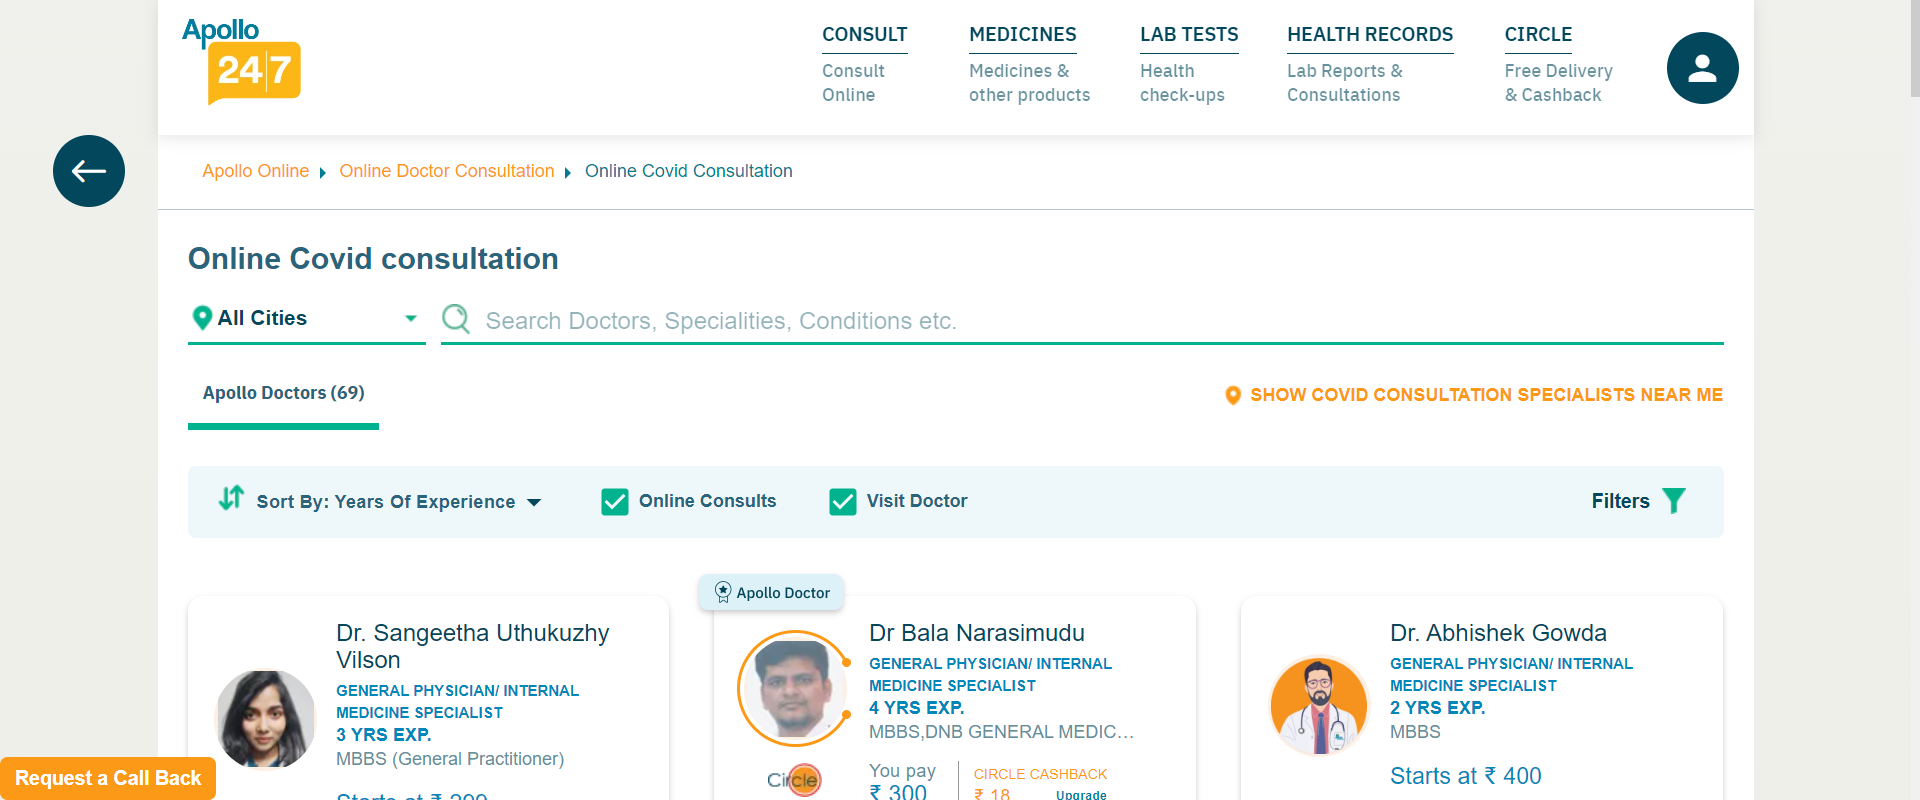 Apollo
24|7
CONSULT
Consult
Online
MEDICINES
Medicines &
other products
LAB TESTS
Health
check-ups
HEALTH RECORDS
Lab Reports &
Consultations
CIRCLE
Free Delivery
& Cashback
Apollo Online
Online Doctor Consultation
Online Covid Consultation
Online Covid consultation
All Cities
Search Doctors, Specialities, Conditions etc.
Apollo Doctors (69)
SHOW COVID CONSULTATION SPECIALISTS NEAR ME
Sort By: Years Of Experience
Online Consults
Visit Doctor
Filters
Dr. Sangeetha Uthukuzhy
Vilson
GENERAL PHYSICIAN/ INTERNAL
MEDICINE SPECIALIST
3 YRS EXP.
MBBS (General Practitioner)
Apollo Doctor
Dr Bala Narasimudu
GENERAL PHYSICIAN/ INTERNAL
MEDICINE SPECIALIST
4 YRS EXP.
MBBS,DNB GENERAL MEDIC...
Circle
You pay
₹ 300
CIRCLE CASHBACK
₹ 18
Upgrade
Dr. Abhishek Gowda
GENERAL PHYSICIAN/ INTERNAL
MEDICINE SPECIALIST
2 YRS EXP.
MBBS
Starts at ₹ 400
Request a Call Back